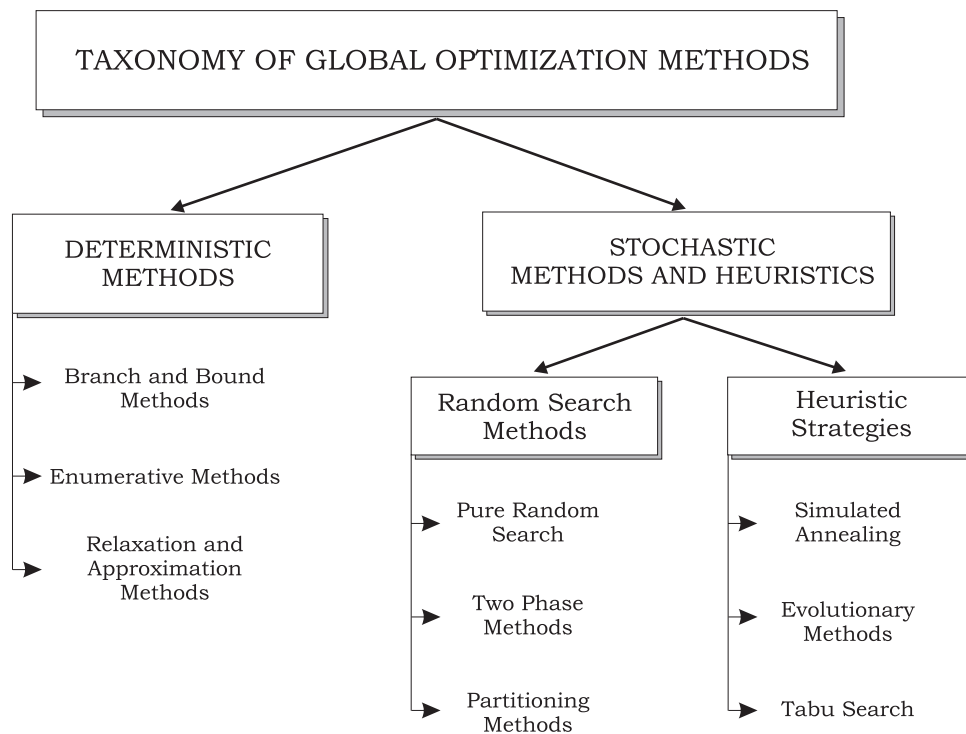 TAXONOMY OF GLOBAL OPTIMIZATION METHODS
DETERMINISTIC
METHODS
Branch and Bound
Methods
Enumerative Methods
Relaxation and
Approximation
Methods
STOCHASTIC
METHODS AND HEURISTICS
Random Search
Methods
Pure Random
Search
Two Phase
Methods
Partitioning
Methods
Heuristic
Strategies
Simulated
Annealing
Evolutionary
Methods
Tabu Search